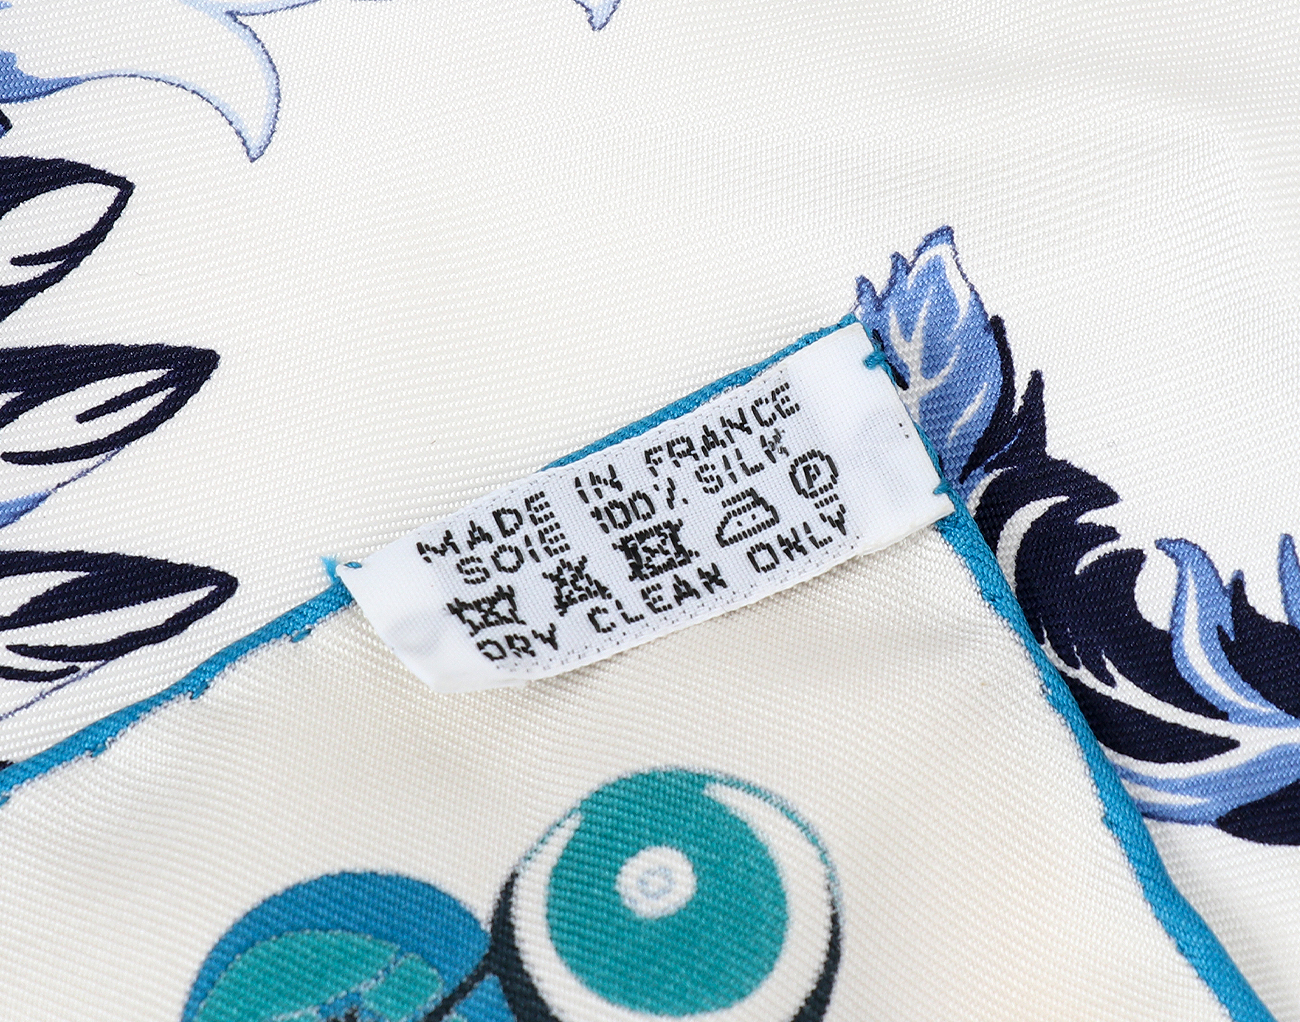 MADE IN FRANCE
SOIE 100% SILK
P
DRY CLEAN ONLY